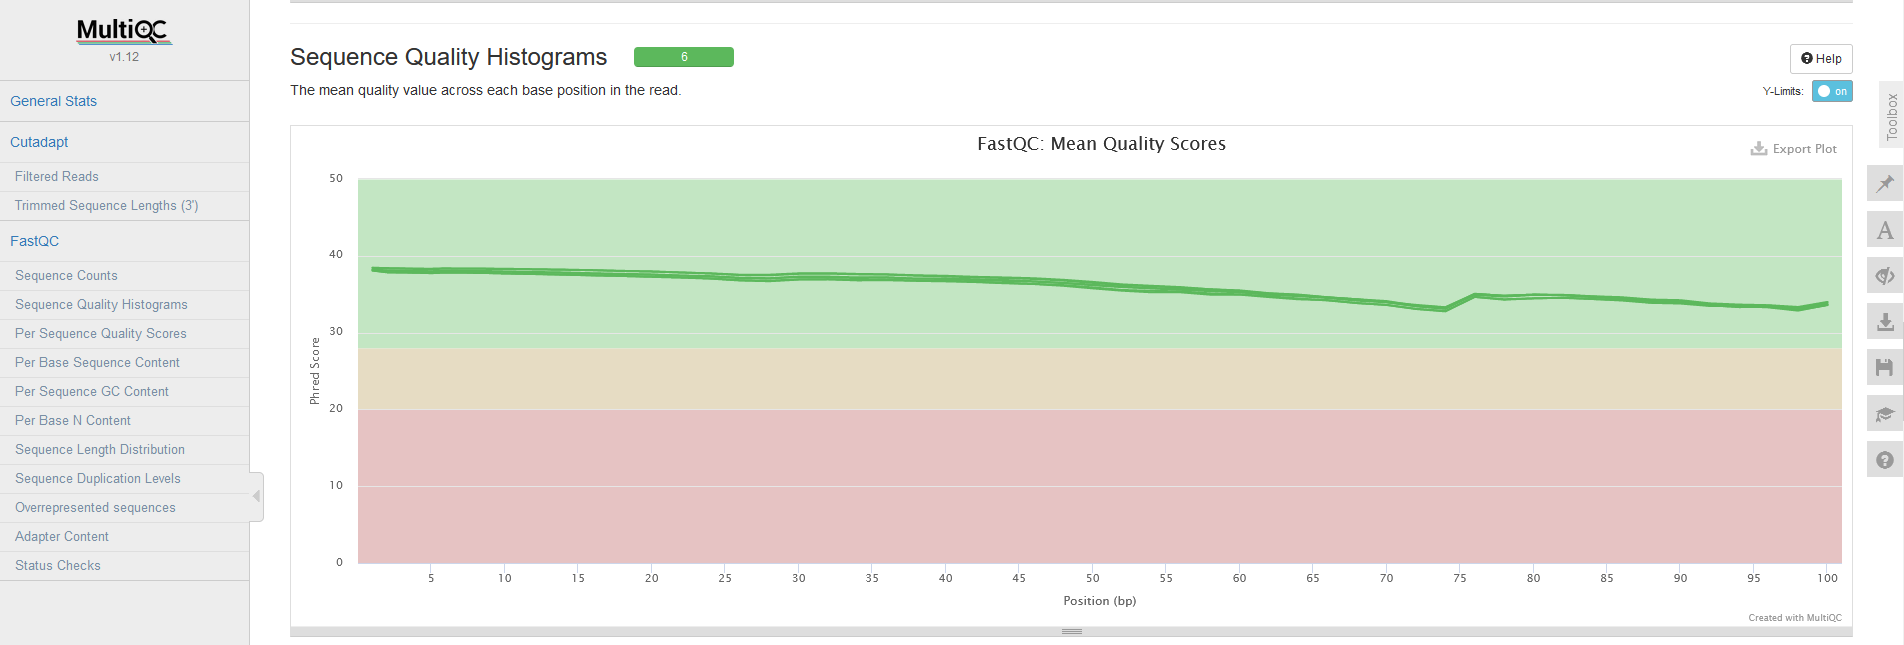 MultiQC
v1.12
General Stats
Cutadapt
Filtered Reads
Trimmed Sequence Lengths (3')
FastQC
Sequence Counts
Sequence Quality Histograms
Per Sequence Quality Scores
Per Base Sequence Content
Per Sequence GC Content
Per Base N Content
Sequence Length Distribution
Sequence Duplication Levels
Overrepresented sequences
Adapter Content
Status Checks
Sequence Quality Histograms 6
Help
The mean quality value across each base position in the read.
Y-Limits: on
FastQC: Mean Quality Scores
Export Plot
50
40
30
20
10
0
Phred Score
5 10 15 20 25 30 35 40 45 50 55 60 65 70 75 80 85 90 95 100
Position (bp)
Created with MultiQC
Toolbox
A